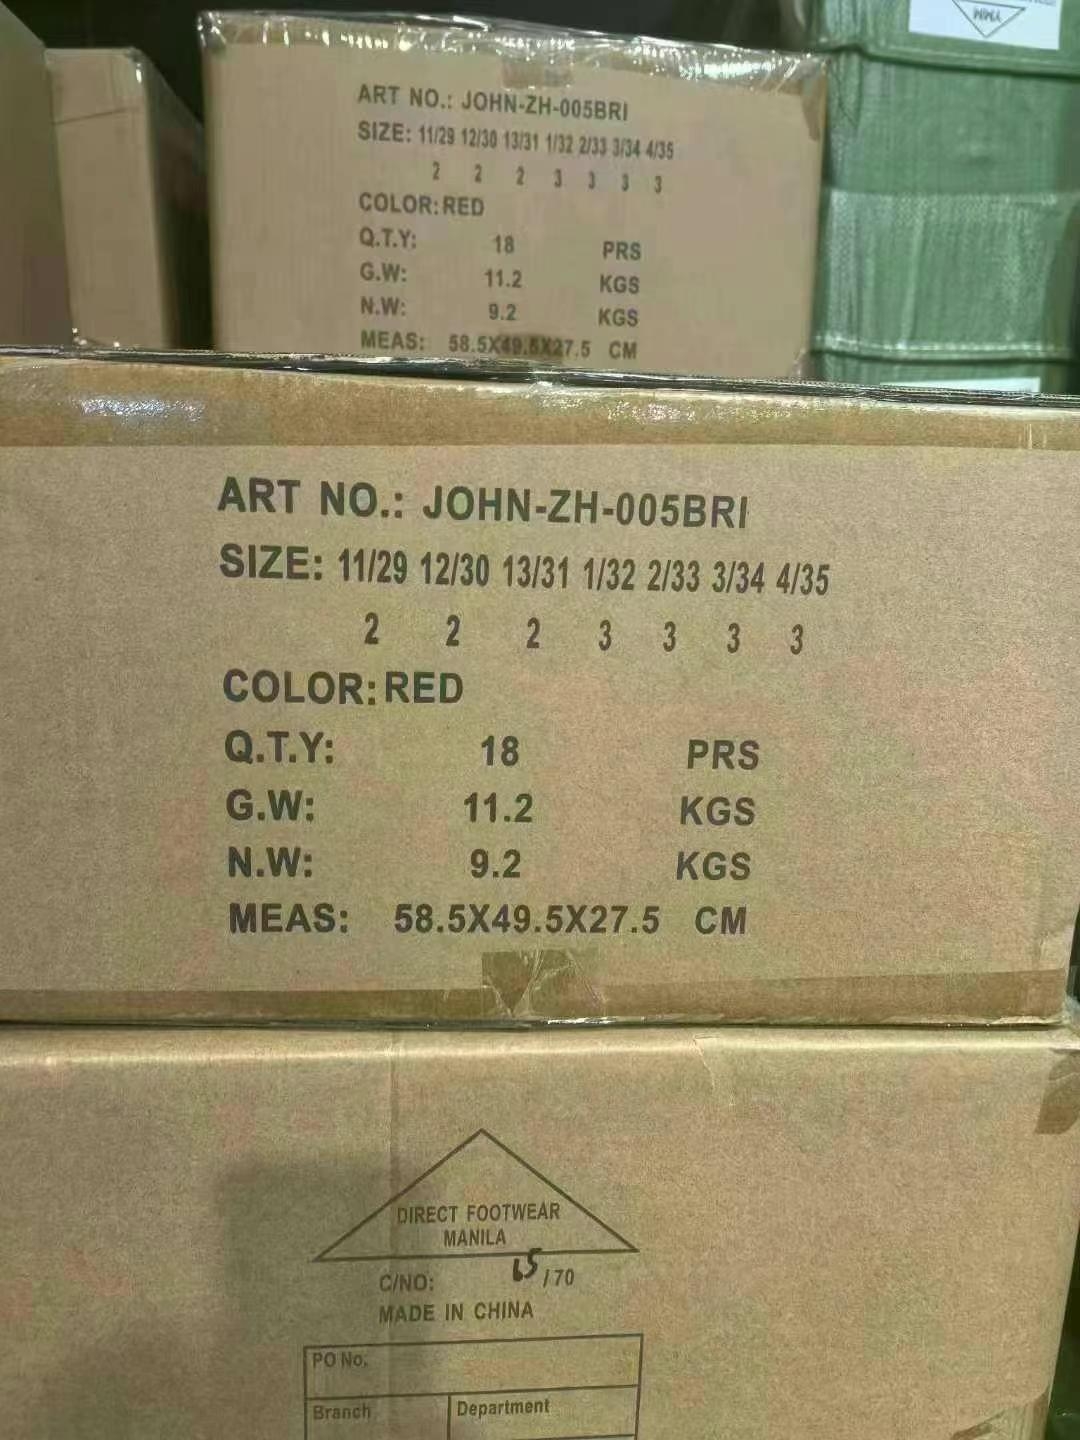 MMM
ART NO.: JOHN-ZH-005BRI
SIZE: 11/29 12/30 13/31 1/32 2/33 3/34 4/35
2 2 2 3 3 3 3
COLOR: RED
Q.T.Y: 18 PRS
G.W: 11.2 KGS
N.W: 9.2 KGS
MEAS: 58.5X49.5X27.5 CM
ART NO.: JOHN-ZH-005BRI
SIZE: 11/29 12/30 13/31 1/32 2/33 3/34 4/35
2 2 2 3 3 3 3
COLOR: RED
Q.T.Y: 18 PRS
G.W: 11.2 KGS
N.W: 9.2 KGS
MEAS: 58.5X49.5X27.5 CM
DIRECT FOOTWEAR
MANILA
C/NO: 65 / 70
MADE IN CHINA
PO No.
Branch Department